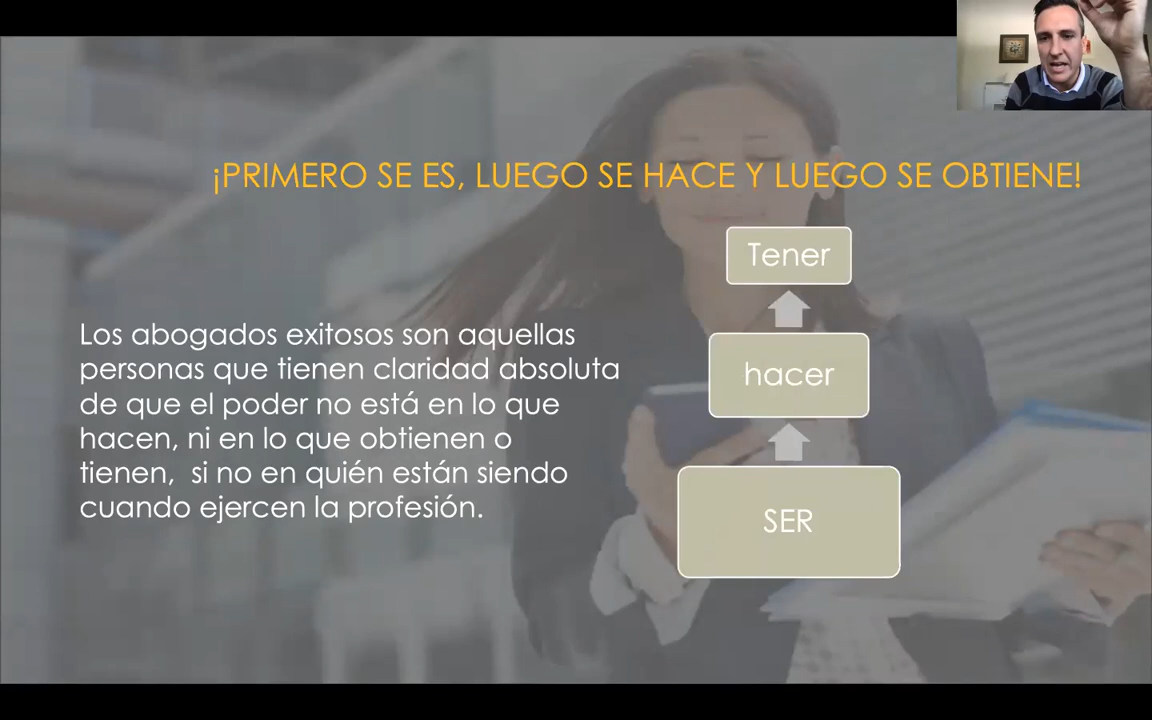 ¡PRIMERO SE ES, LUEGO SE HACE Y LUEGO SE OBTIENE!
Los abogados exitosos son aquellas
personas que tienen claridad absoluta
de que el poder no está en lo que
hacen, ni en lo que obtienen o
tienen,  si no en quién están siendo
cuando ejercen la profesión.
Tener
hacer
SER